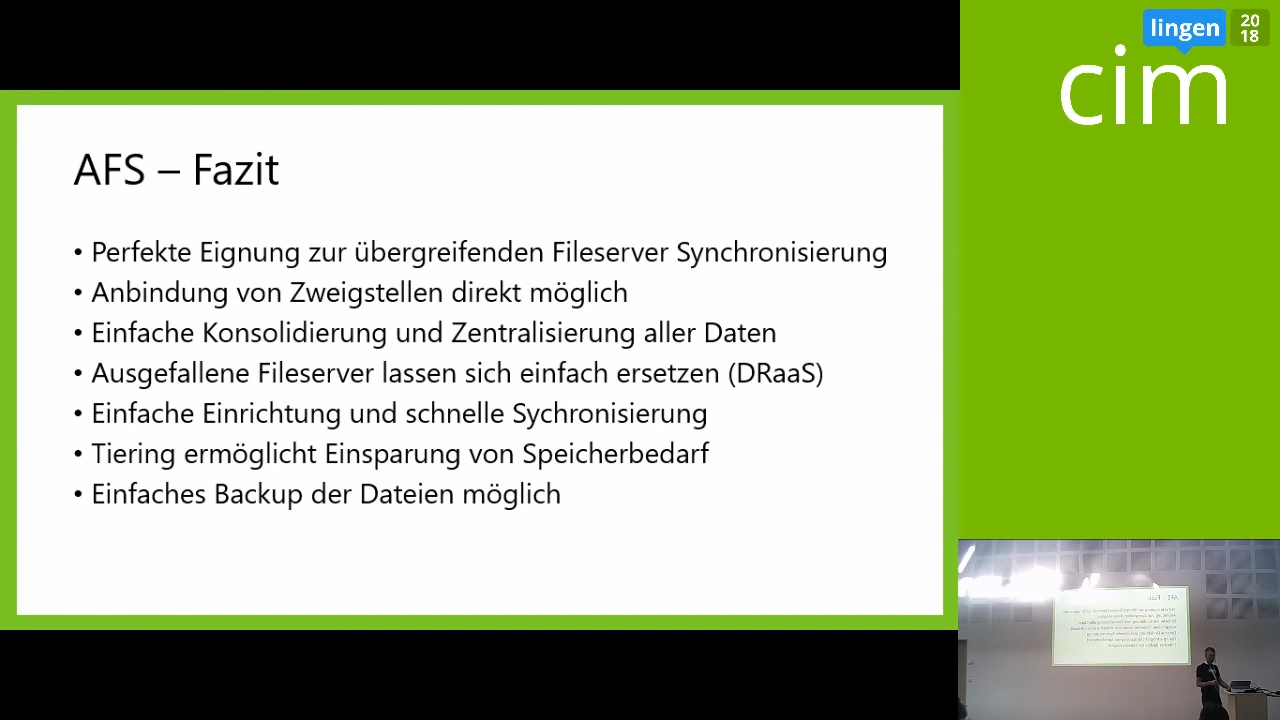 lingen
20
18
cim
AFS – Fazit
• Perfekte Eignung zur übergreifenden Fileserver Synchronisierung
• Anbindung von Zweigstellen direkt möglich
• Einfache Konsolidierung und Zentralisierung aller Daten
• Ausgefallene Fileserver lassen sich einfach ersetzen (DRaaS)
• Einfache Einrichtung und schnelle Sychronisierung
• Tiering ermöglicht Einsparung von Speicherbedarf
• Einfaches Backup der Dateien möglich